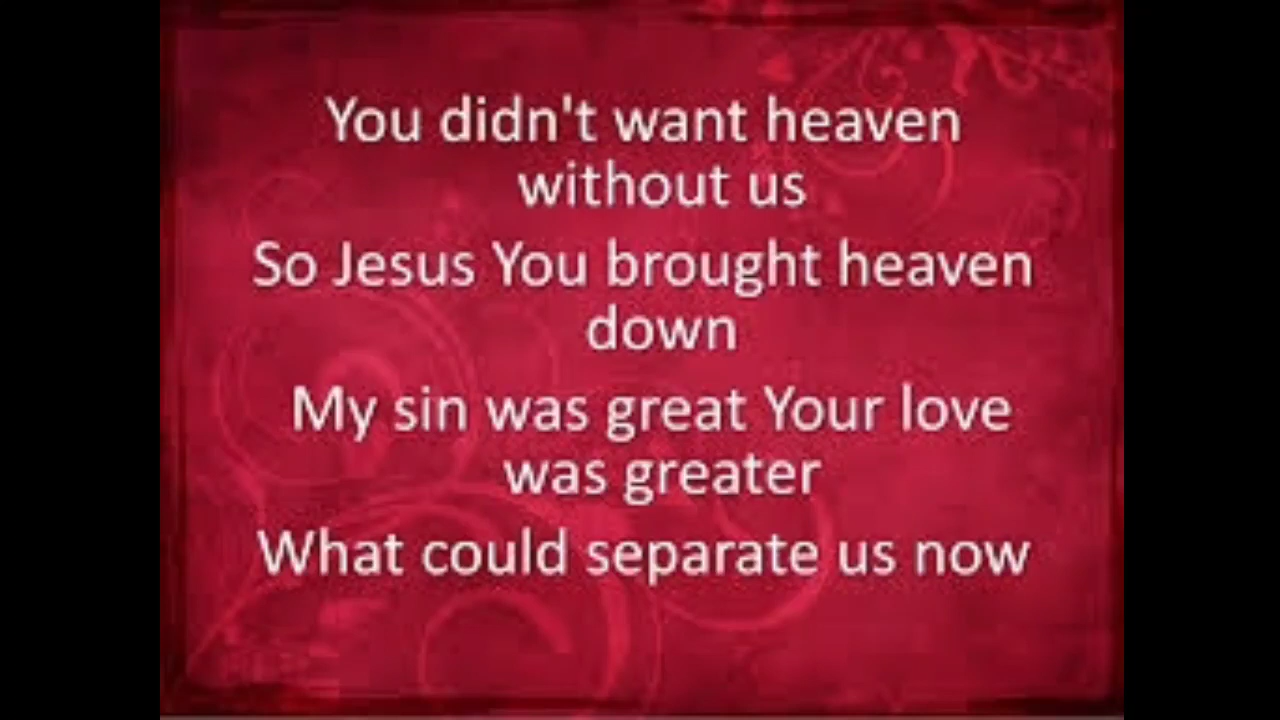 You didn't want heaven
without us
So Jesus You brought heaven
down
My sin was great Your love
was greater
What could separate us now